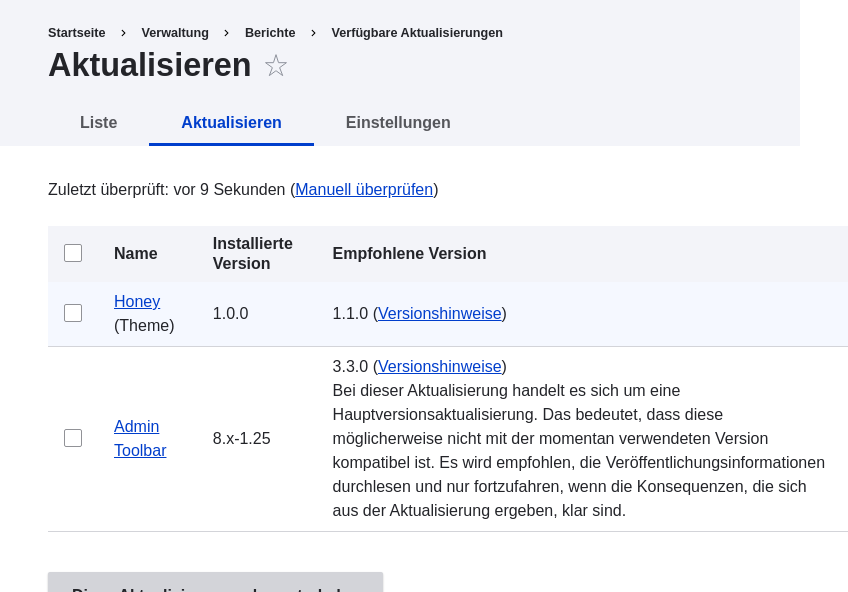 Startseite > Verwaltung > Berichte > Verfügbare Aktualisierungen
Aktualisieren ☆
Liste Aktualisieren Einstellungen
Zuletzt überprüft: vor 9 Sekunden (Manuell überprüfen)
Name Installierte Version Empfohlene Version
Honey (Theme) 1.0.0 1.1.0 (Versionshinweise)
Admin Toolbar 8.x-1.25 3.3.0 (Versionshinweise)
Bei dieser Aktualisierung handelt es sich um eine
Hauptversionsaktualisierung. Das bedeutet, dass diese
möglicherweise nicht mit der momentan verwendeten Version
kompatibel ist. Es wird empfohlen, die Veröffentlichungsinformationen
durchlesen und nur fortzufahren, wenn die Konsequenzen, die sich
aus der Aktualisierung ergeben, klar sind.